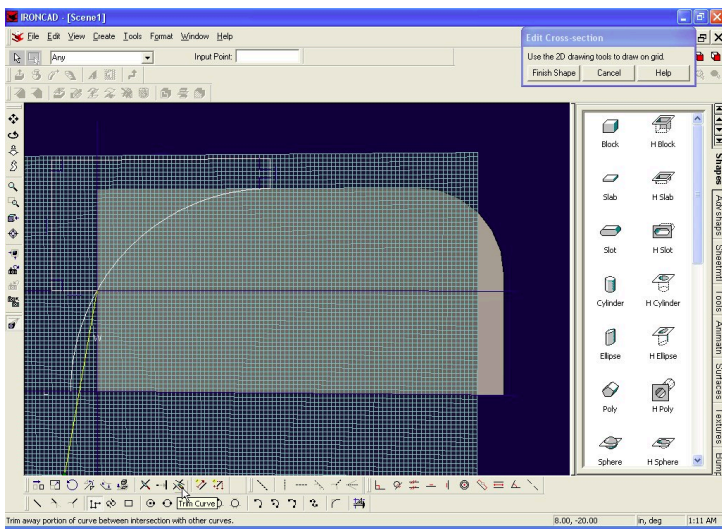 IRONCAD - [Scene1]
File Edit View Create Tools Format Window Help
Any
Input Point:
Edit Cross-section
Use the 2D drawing tools to draw on grid.
Finish Shape Cancel Help
Block H Block
Slab H Slab
Slot H Slot
Cylinder H Cylinder
Ellipse H Ellipse
Poly H Poly
Sphere H Sphere
Shapes
Advshaps
Sheetmtl
Tools
Animatn
Surfaces
Textures
Bump
Trim Curve
Trim away portion of curve between intersection with other curves.
8.00, -20.00
in, deg
1:11 AM